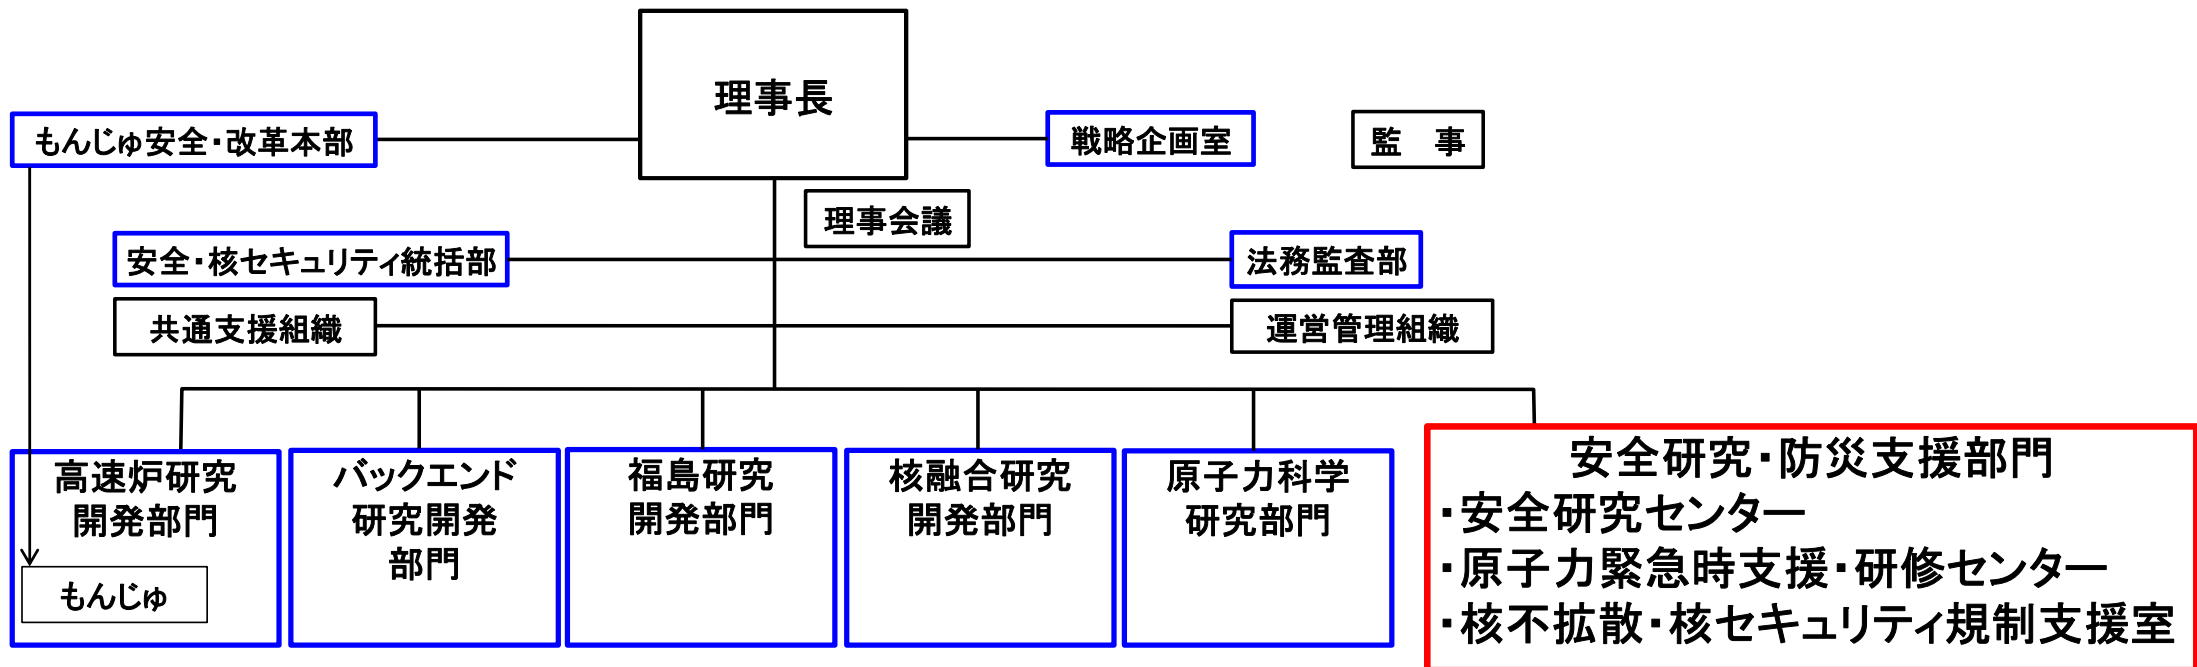 理事長
もんじゅ安全・改革本部
戦略企画室
監　事
理事会議
安全・核セキュリティ統括部
法務監査部
共通支援組織
運営管理組織
高速炉研究
開発部門
もんじゅ
バックエンド
研究開発
部門
福島研究
開発部門
核融合研究
開発部門
原子力科学
研究部門
安全研究・防災支援部門
・安全研究センター
・原子力緊急時支援・研修センター
・核不拡散・核セキュリティ規制支援室